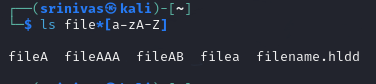 ┌──(srinivas㉿kali)-[~]
└─$ ls file*[a-zA-Z]
fileA fileAAA fileAB filea filename.hldd